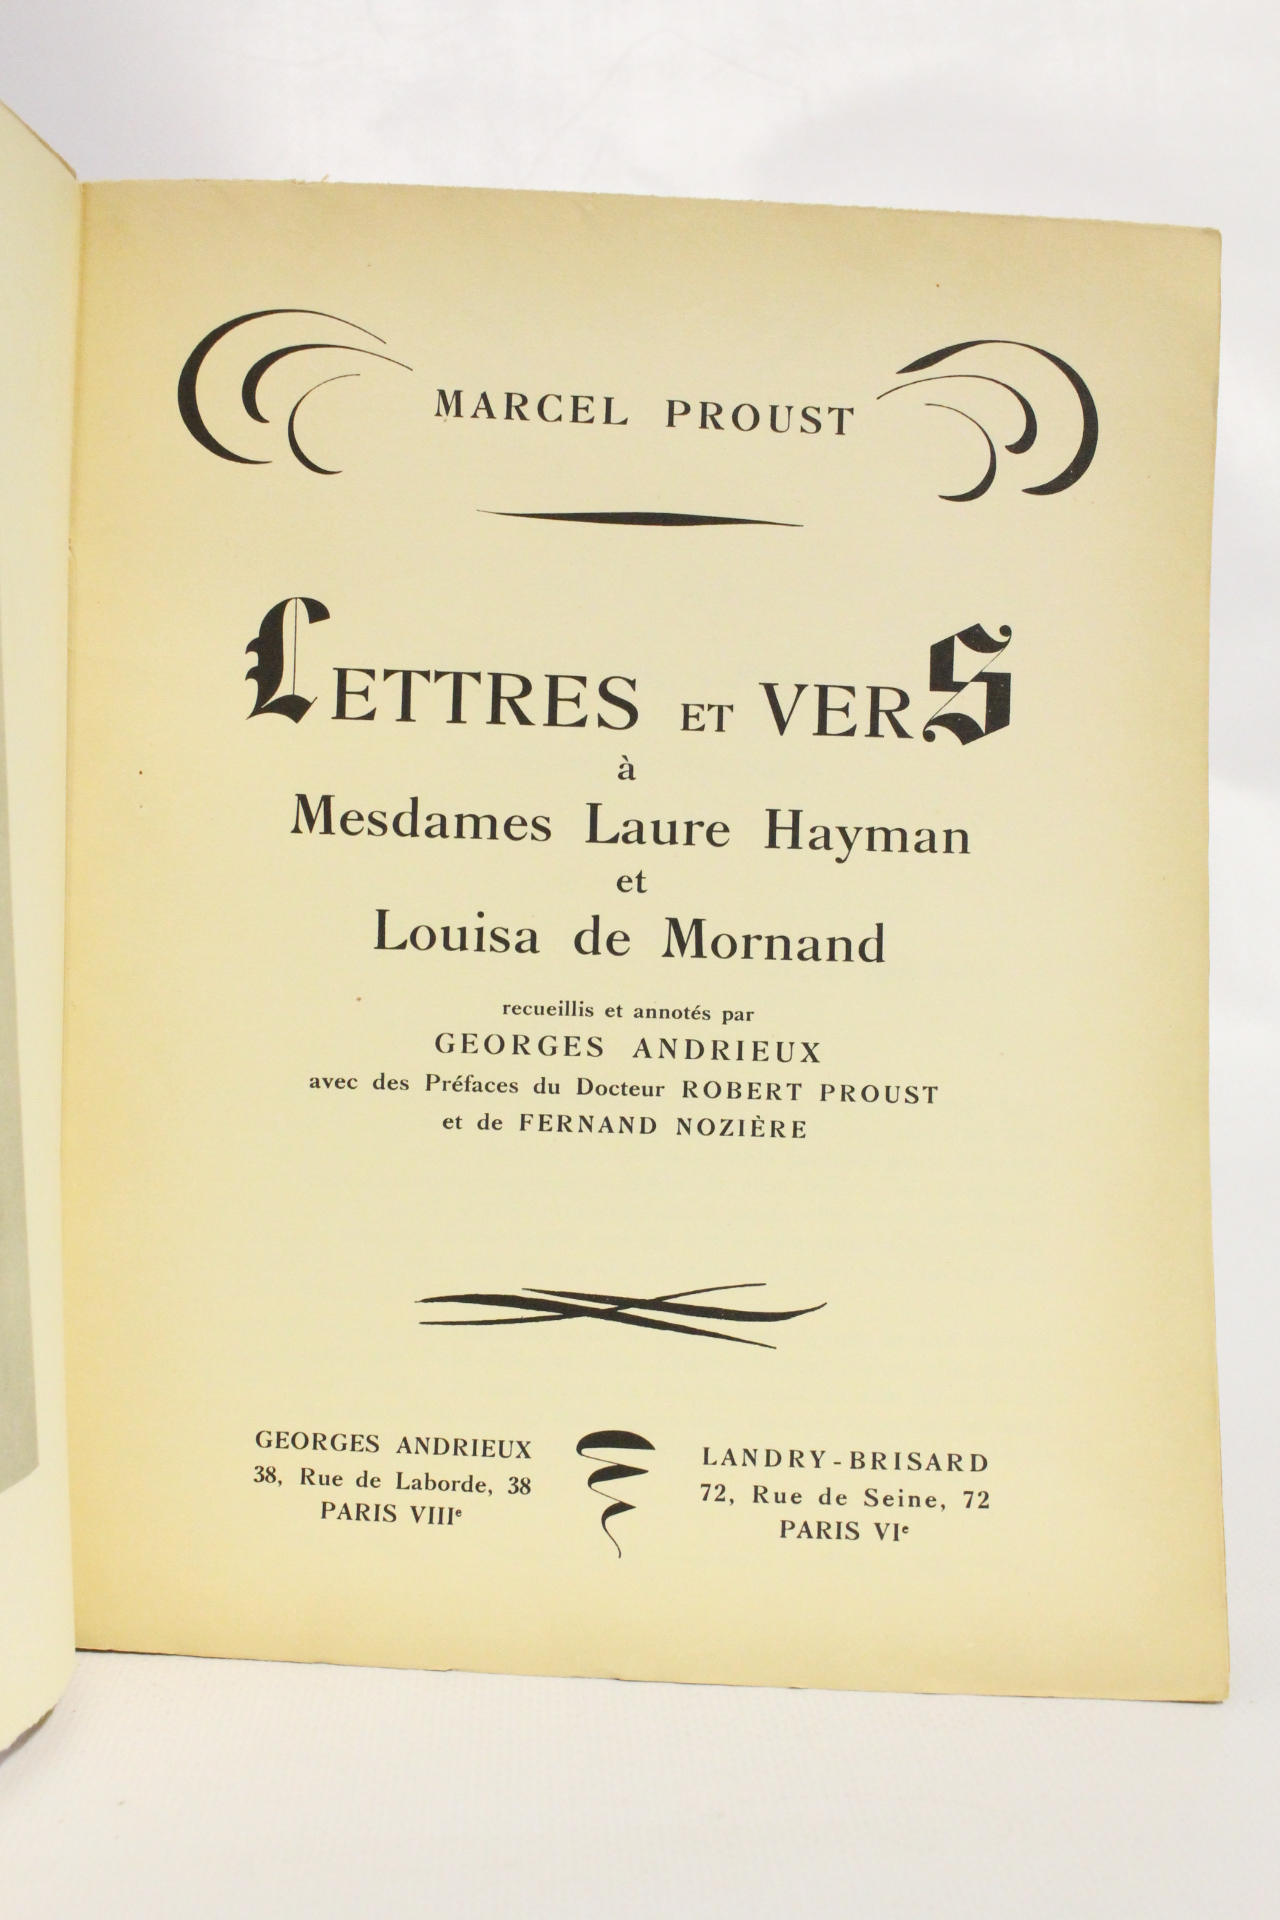 MARCEL PROUST
LETTRES ET VERS
à
Mesdames Laure Hayman
et
Louisa de Mornand
recueillis et annotés par
GEORGES ANDRIEUX
avec des Préfaces du Docteur ROBERT PROUST
et de FERNAND NOZIÈRE
GEORGES ANDRIEUX
38, Rue de Laborde, 38
PARIS VIIIe
LANDRY-BRISARD
72, Rue de Seine, 72
PARIS VIe